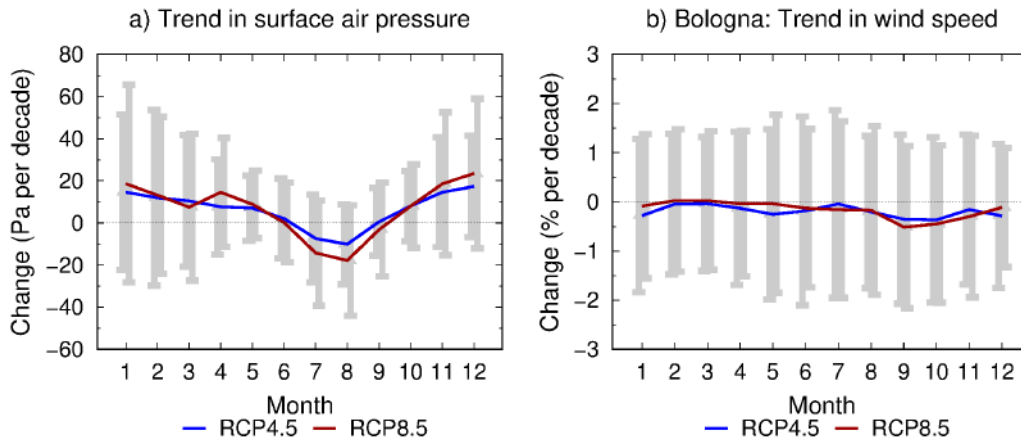 a) Trend in surface air pressure
Change (Pa per decade)
80
60
40
20
0
−20
−40
−60
1 2 3 4 5 6 7 8 9 10 11 12
Month
RCP4.5 RCP8.5
b) Bologna: Trend in wind speed
Change (% per decade)
3
2
1
0
−1
−2
−3
1 2 3 4 5 6 7 8 9 10 11 12
Month
RCP4.5 RCP8.5